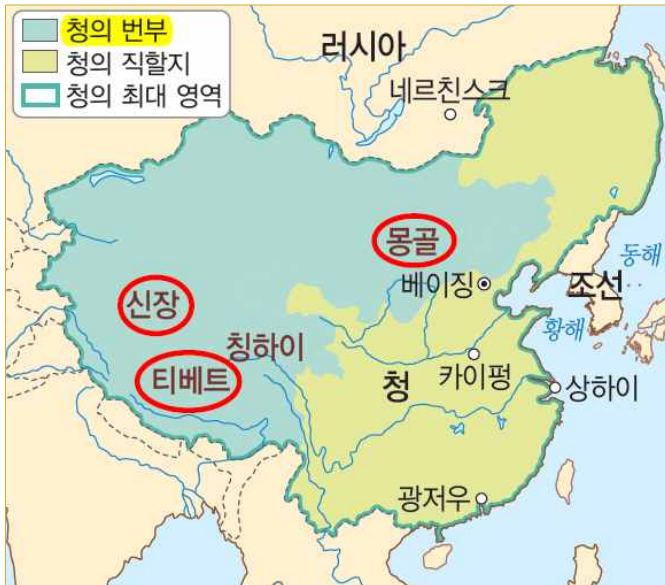 청의 번부
청의 직할지
청의 최대 영역
러시아
네르친스크
몽골
베이징
동해
조선
신장
황해
칭하이
티베트
청
카이펑
상하이
광저우